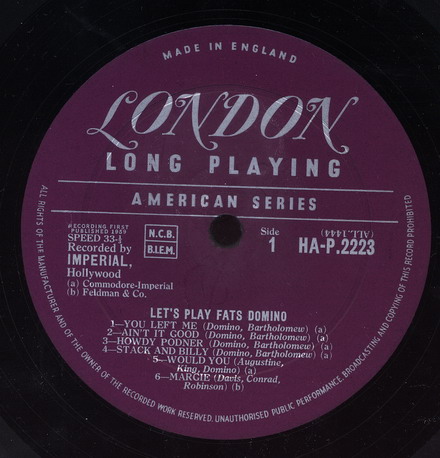 MADE IN ENGLAND
LONDON
LONG PLAYING
AMERICAN SERIES
RECORDING FIRST
PUBLISHED 1959
SPEED 33⅓
Recorded by
IMPERIAL,
Hollywood
(a) Commodore-Imperial
(b) Feldman & Co.
N.C.B.
B.I.E.M.
Side
1
(ARL.1444)
HA-P.2223
LET'S PLAY FATS DOMINO
1—YOU LEFT ME (Domino, Bartholomew) (a)
2—AIN'T IT GOOD (Domino, Bartholomew) (a)
3—HOWDY PODNER (Domino, Bartholomew) (a)
4—STACK AND BILLY (Domino, Bartholomew) (a)
5—WOULD YOU (Augustine,
King, Domino) (a)
6—MARGIE (Davis, Conrad,
Robinson) (b)
ALL RIGHTS OF THE MANUFACTURER AND OF THE OWNER OF THE RECORDED WORK RESERVED. UNAUTHORISED PUBLIC PERFORMANCE, BROADCASTING AND COPYING OF THIS RECORD PROHIBITED